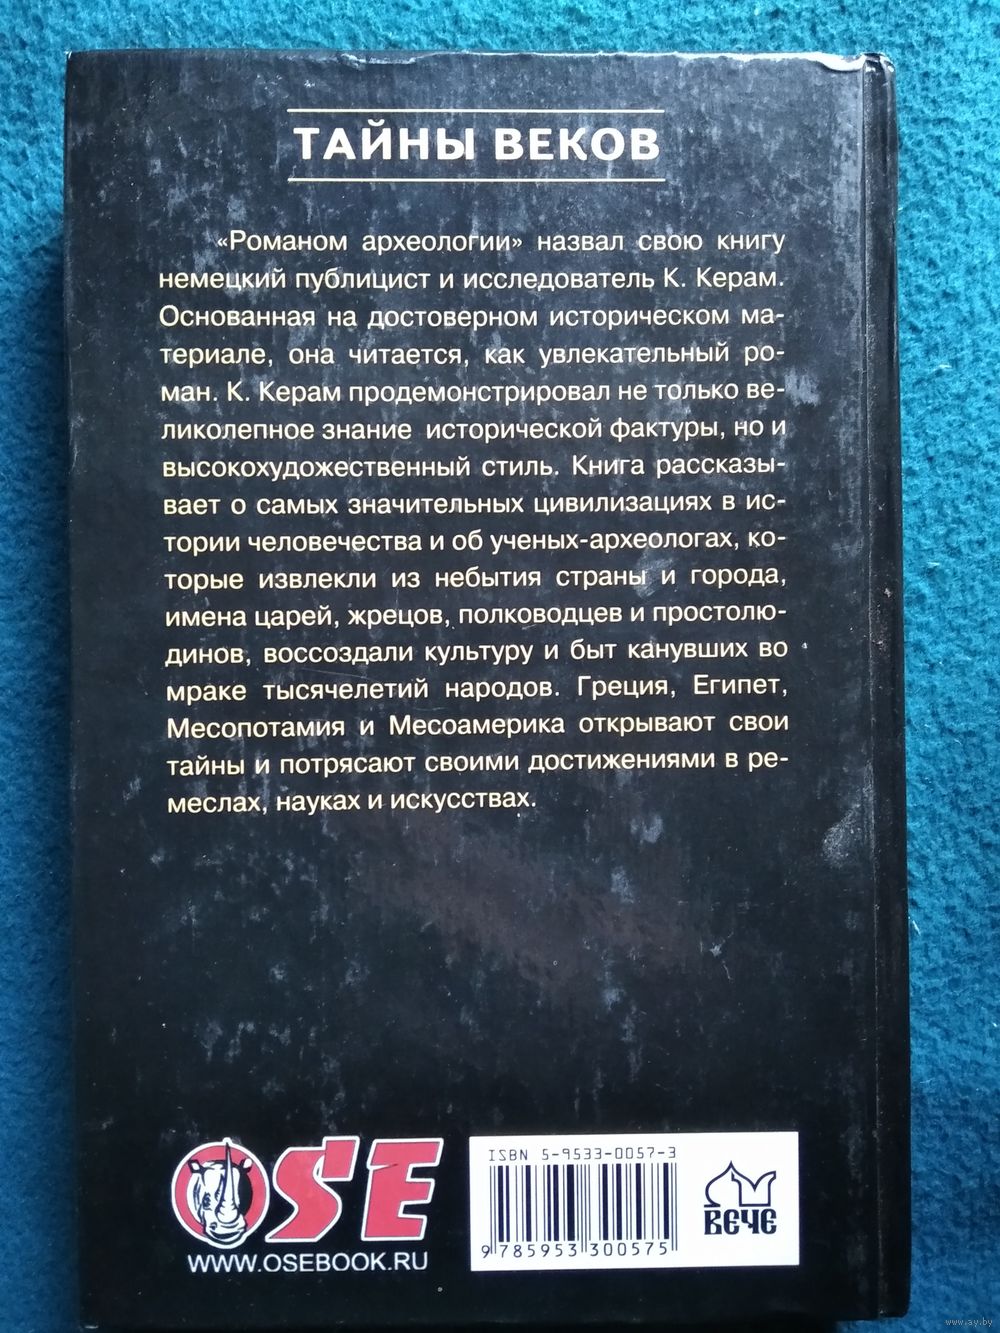 ТАЙНЫ ВЕКОВ
«Романом археологии» назвал свою книгу
немецкий публицист и исследователь К. Керам.
Основанная на достоверном историческом ма-
териале, она читается, как увлекательный ро-
ман. К. Керам продемонстрировал не только ве-
ликолепное знание исторической фактуры, но и
высокохудожественный стиль. Книга рассказы-
вает о самых значительных цивилизациях в ис-
тории человечества и об ученых-археологах, ко-
торые извлекли из небытия страны и города,
имена царей, жрецов, полководцев и простолю-
динов, воссоздали культуру и быт канувших во
мраке тысячелетий народов. Греция, Египет,
Месопотамия и Месоамерика открывают свои
тайны и потрясают своими достижениями в ре-
меслах, науках и искусствах.
OSE
WWW.OSEBOOK.RU
ISBN 5-9533-0057-3
9 785953 300575
ВЕЧЕ
www.ay.by